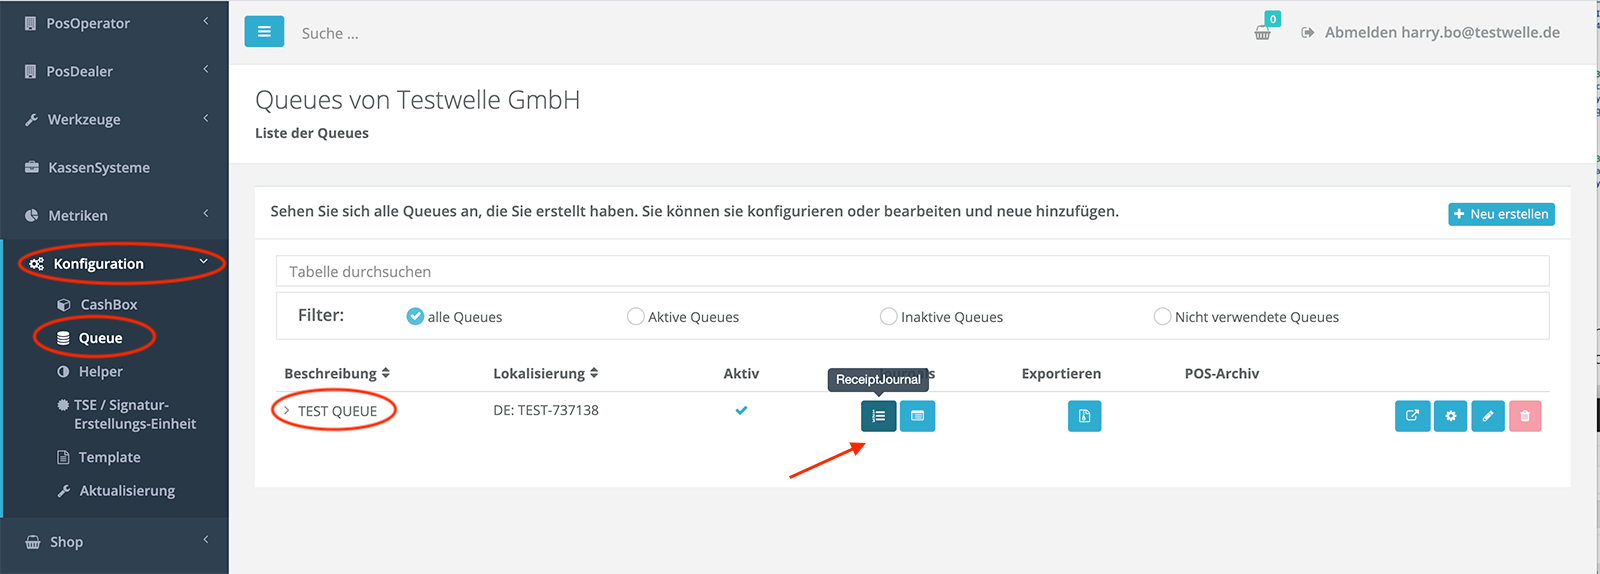 PosOperator
PosDealer
Werkzeuge
KassenSysteme
Metriken
Konfiguration
CashBox
Queue
Helper
TSE / Signatur-
Erstellungs-Einheit
Template
Aktualisierung
Shop
Suche ...
0
Abmelden harry.bo@testwelle.de
Queues von Testwelle GmbH
Liste der Queues
Sehen Sie sich alle Queues an, die Sie erstellt haben. Sie können sie konfigurieren oder bearbeiten und neue hinzufügen.
Neu erstellen
Tabelle durchsuchen
Filter: alle Queues Aktive Queues Inaktive Queues Nicht verwendete Queues
Beschreibung Lokalisierung Aktiv Exportieren POS-Archiv
ReceiptJournal
TEST QUEUE DE: TEST-737138